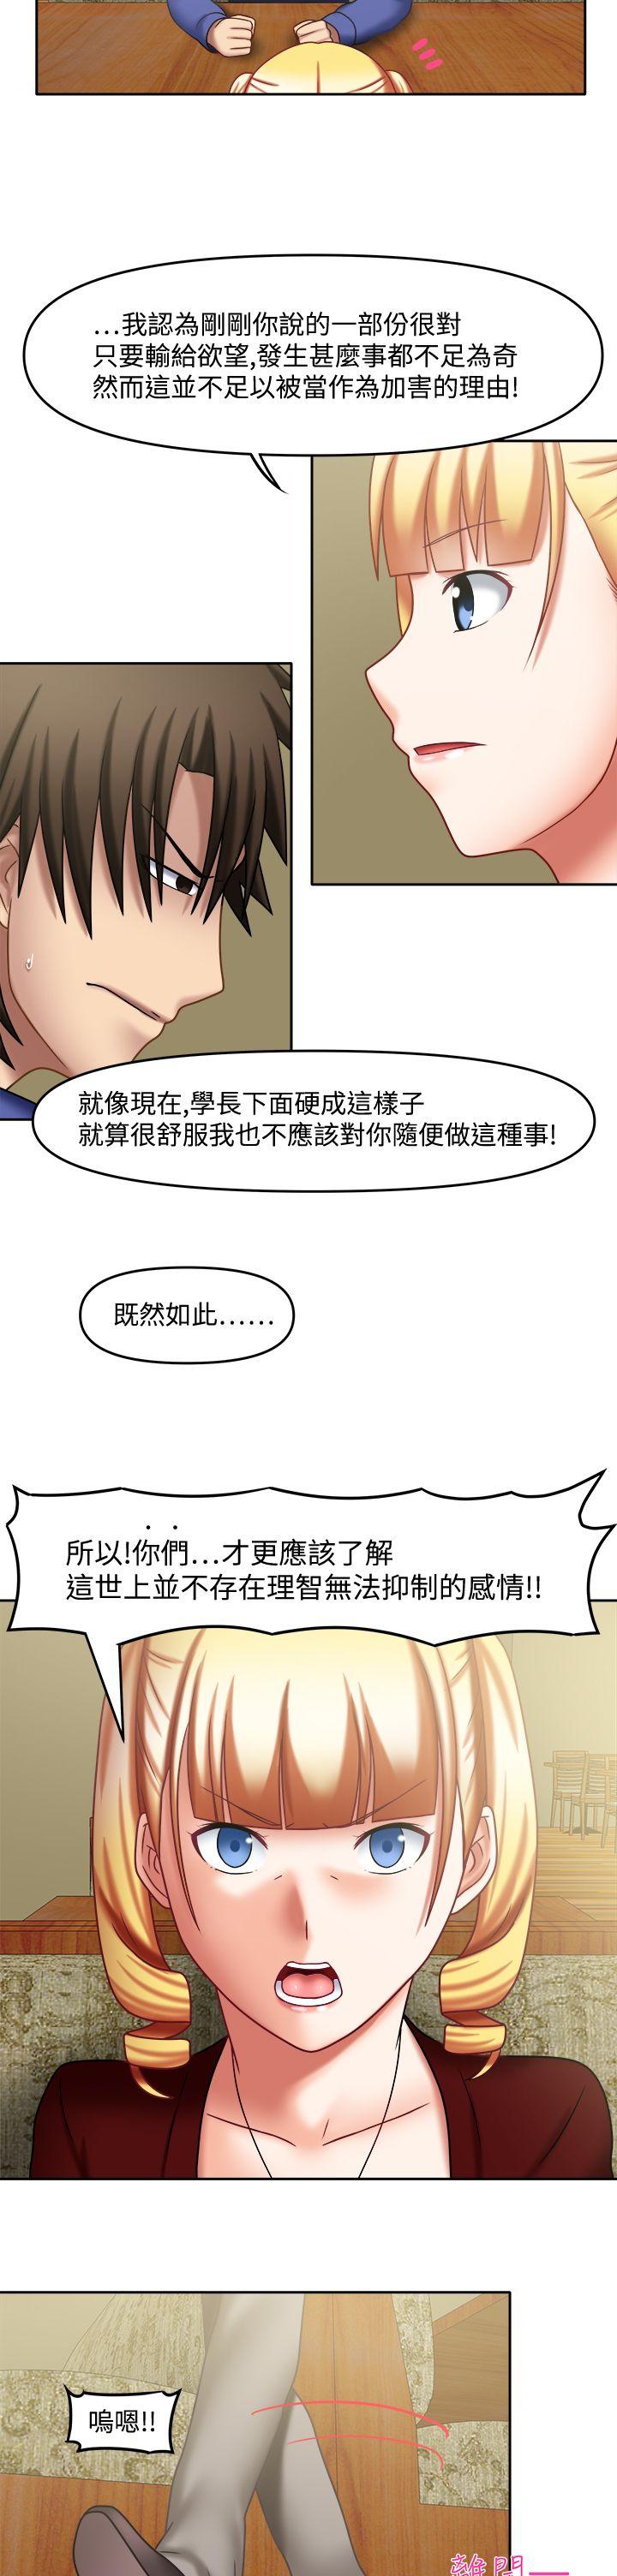 ...我認為剛剛你說的一部份很對
只要輸給欲望,發生甚麼事都不足為奇
然而這並不足以被當作為加害的理由!
就像現在,學長下面硬成這樣子
就算很舒服我也不應該對你隨便做這種事!
既然如此......
所以!你們...才更應該了解
這世上並不存在理智無法抑制的感情!!
嗚嗯!!
離開